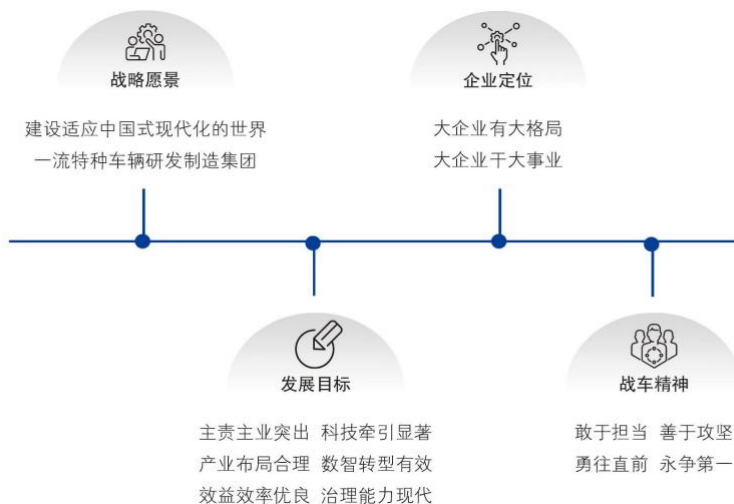 战略愿景
建设适应中国式现代化的世界
一流特种车辆研发制造集团
企业定位
大企业有大格局
大企业干大事业
发展目标
主责主业突出 科技牵引显著
产业布局合理 数智转型有效
效益效率优良 治理能力现代
战车精神
敢于担当 善于攻坚
勇往直前 永争第一